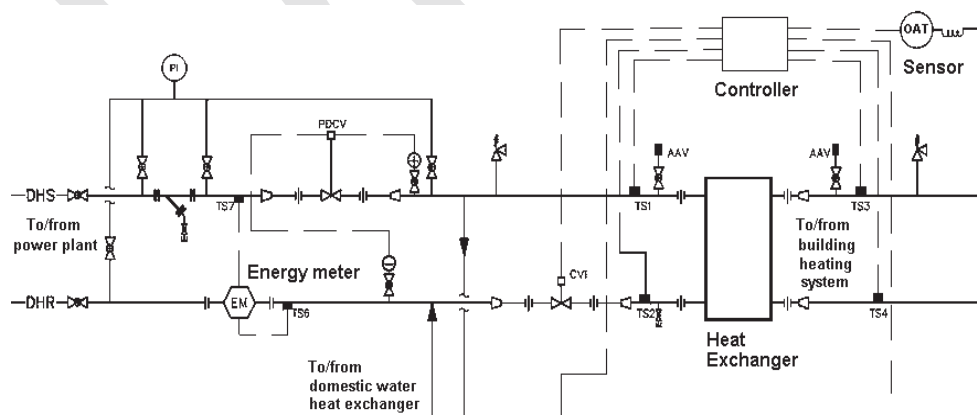 OAT
Sensor
Controller
PI
PDCV
AAV
AAV
DHS
TS7
TS1
TS3
To/from
power plant
Energy meter
CV1
To/from
building
heating
system
DHR
EM
TS6
TS2
TS4
Heat
Exchanger
To/from
domestic water
heat exchanger